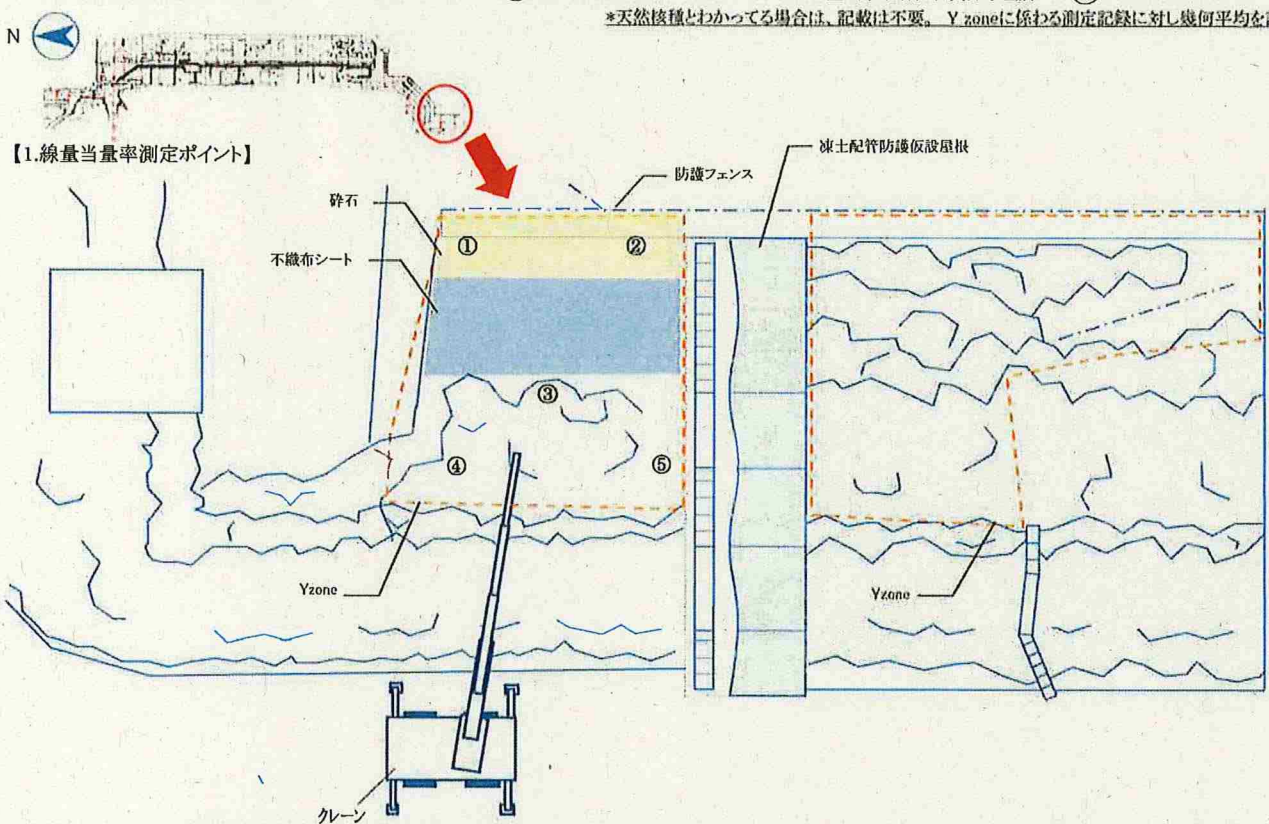 *天然核種とわかってる場合は、記載は不要。 Y zoneに係わる測定記録に対し幾何平均を
N
【1.線量当量率測定ポイント】
凍土配管防護仮設屋根
防護フェンス
砕石
① ②
不織布シート
③
④ ⑤
Yzone
Yzone
クレーン